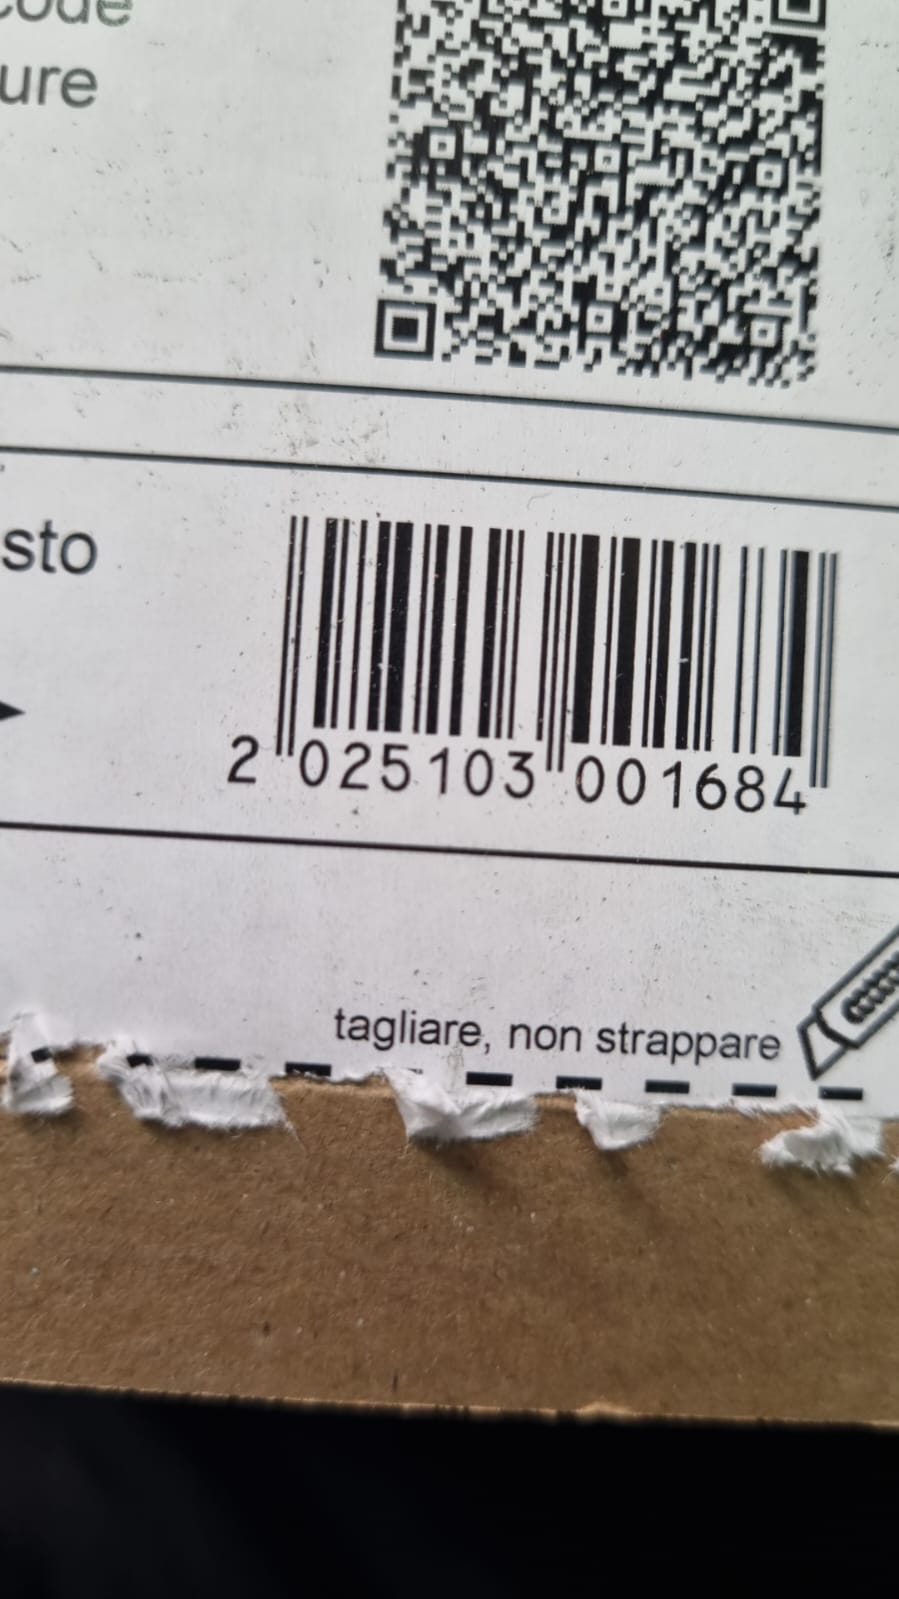 ure
sto
2 025103 001684
tagliare, non strappare